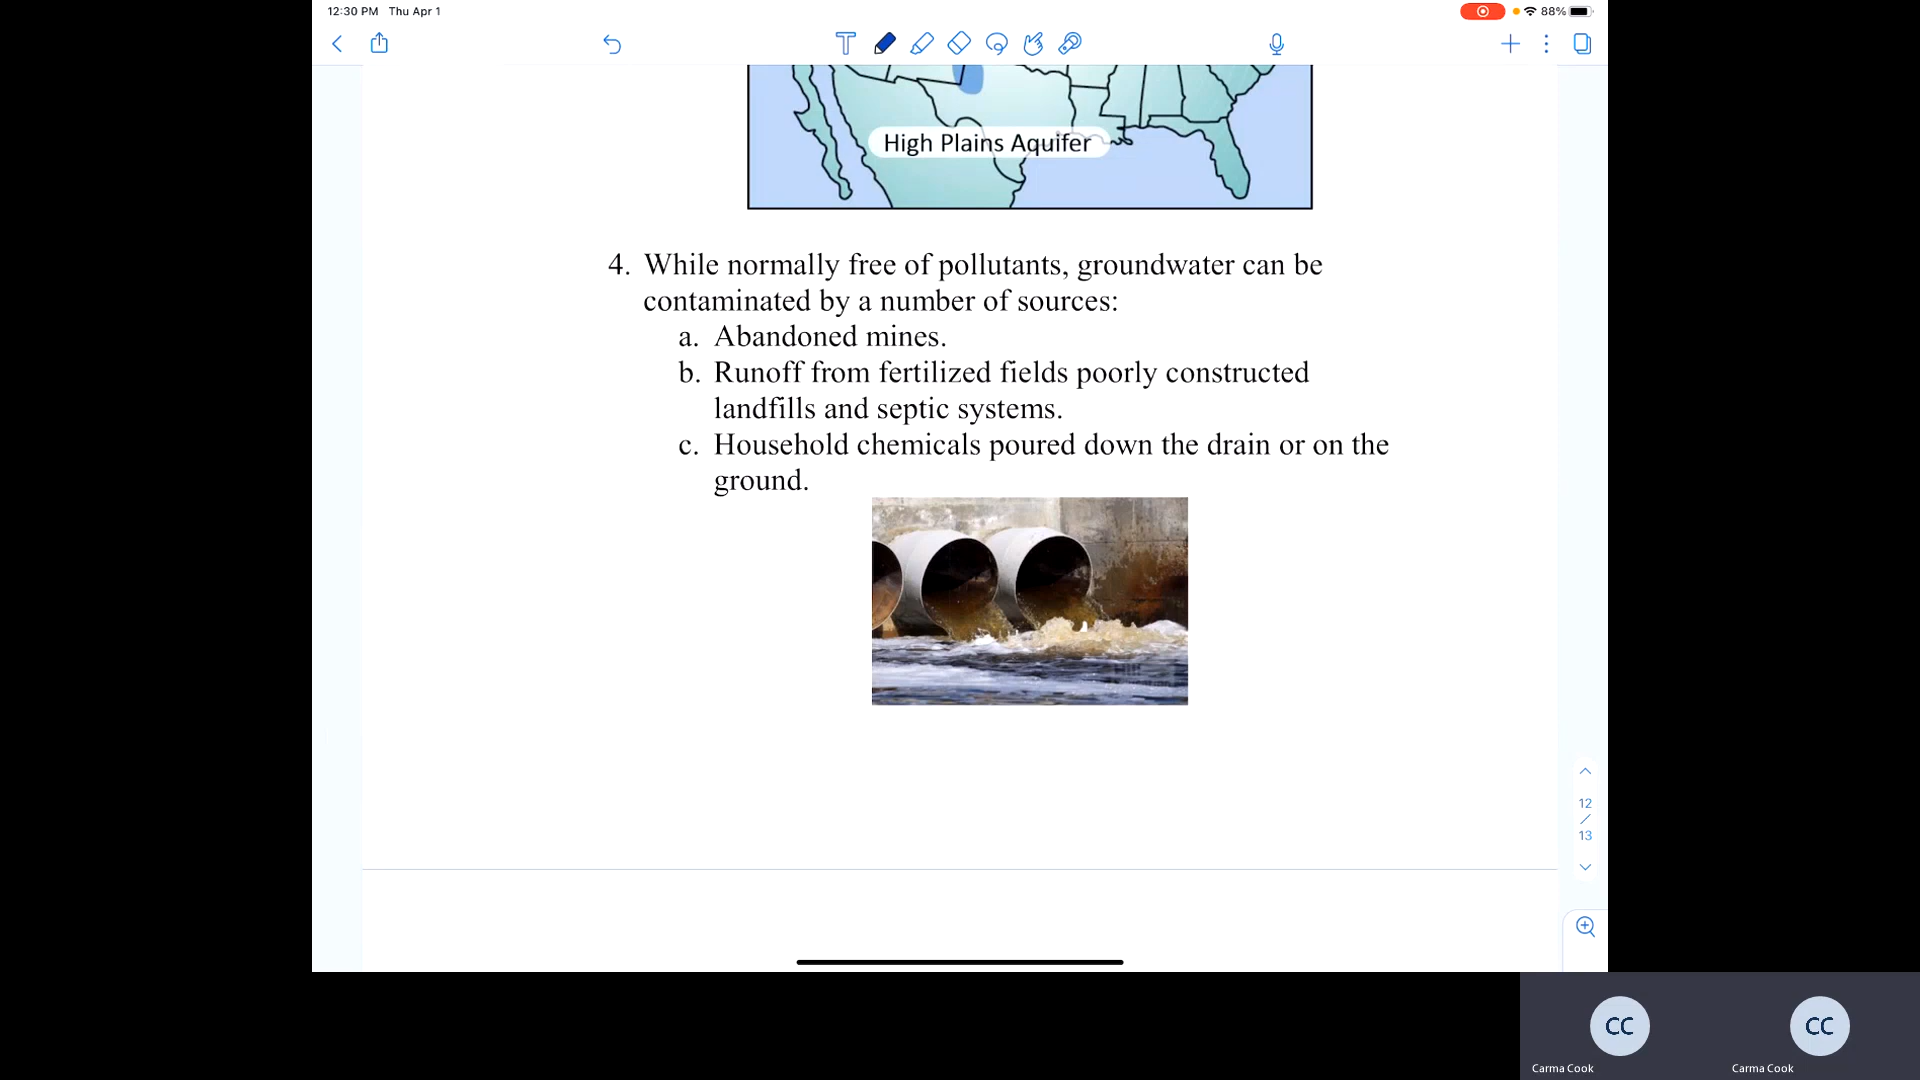 12:30 PM Thu Apr 1
88%
T
High Plains Aquifer
4. While normally free of pollutants, groundwater can be
contaminated by a number of sources:
a. Abandoned mines.
b. Runoff from fertilized fields poorly constructed
landfills and septic systems.
c. Household chemicals poured down the drain or on the
ground.
12
/
13
CC
Carma Cook
CC
Carma Cook